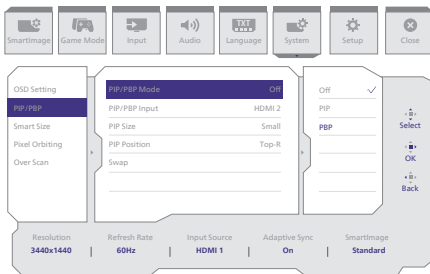 SmartImage Game Mode Input Audio Language System Setup Close
TXT
OSD Setting
PIP/PBP
Smart Size
Pixel Orbiting
Over Scan
PIP/PBP Mode Off
PIP/PBP Input HDMI 2
PIP Size Small
PIP Position Top-R
Swap
Off
PIP
PBP
Select
OK
Back
Resolution Refresh Rate Input Source Adaptive Sync SmartImage
3440x1440 | 60Hz | HDMI 1 | On | Standard